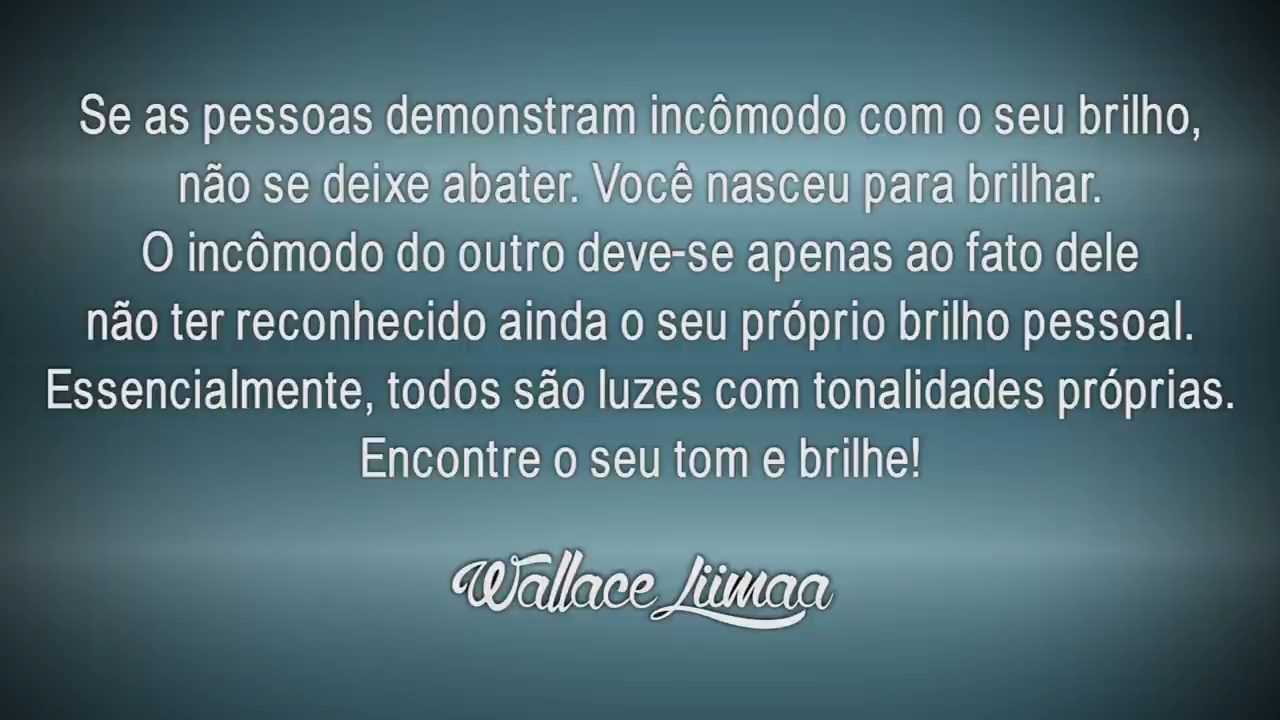 Se as pessoas demonstram incômodo com o seu brilho,
não se deixe abater. Você nasceu para brilhar.
O incômodo do outro deve-se apenas ao fato dele
não ter reconhecido ainda o seu próprio brilho pessoal.
Essencialmente, todos são luzes com tonalidades próprias.
Encontre o seu tom e brilhe!
Wallace Liimaa